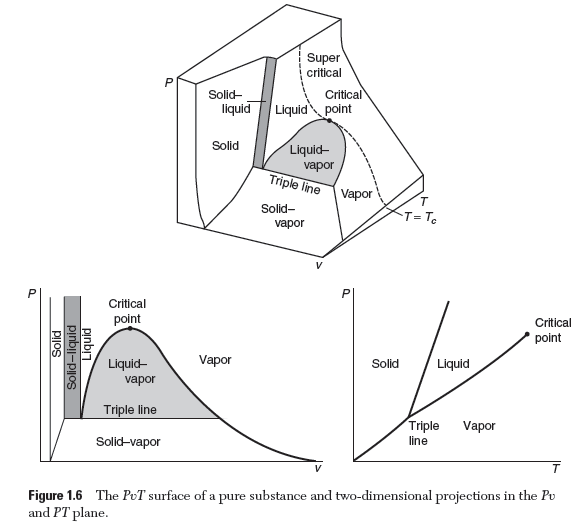 P
Super
critical
Solid–
liquid
Liquid
Critical
point
Solid
Liquid–
vapor
Triple line
Vapor
T
Solid–
vapor
T = Tc
v
P
Solid
Solid–liquid
Liquid
Critical
point
Liquid–
vapor
Vapor
Triple line
Solid–vapor
v
P
Critical
point
Solid
Liquid
Triple
line
Vapor
T
Figure 1.6 The PvT surface of a pure substance and two-dimensional projections in the Pv
and PT plane.